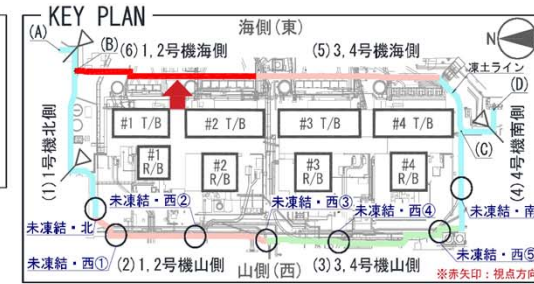 KEY PLAN
海側(東)
(A)
(B)
(6)1,2号機海側
(5)3,4号機海側
N
凍土ライン
(D)
#1 T/B
#2 T/B
#3 T/B
#4 T/B
(C)
(1)1号機北側
#1
R/B
#2
R/B
#3
R/B
#4
R/B
(4)4号機南側
未凍結・西②
未凍結・西③
未凍結・西④
未凍結・南
未凍結・北
未凍結・西①
(2)1,2号機山側
山側(西)
(3)3,4号機山側
未凍結・西⑤
※赤矢印:視点方向